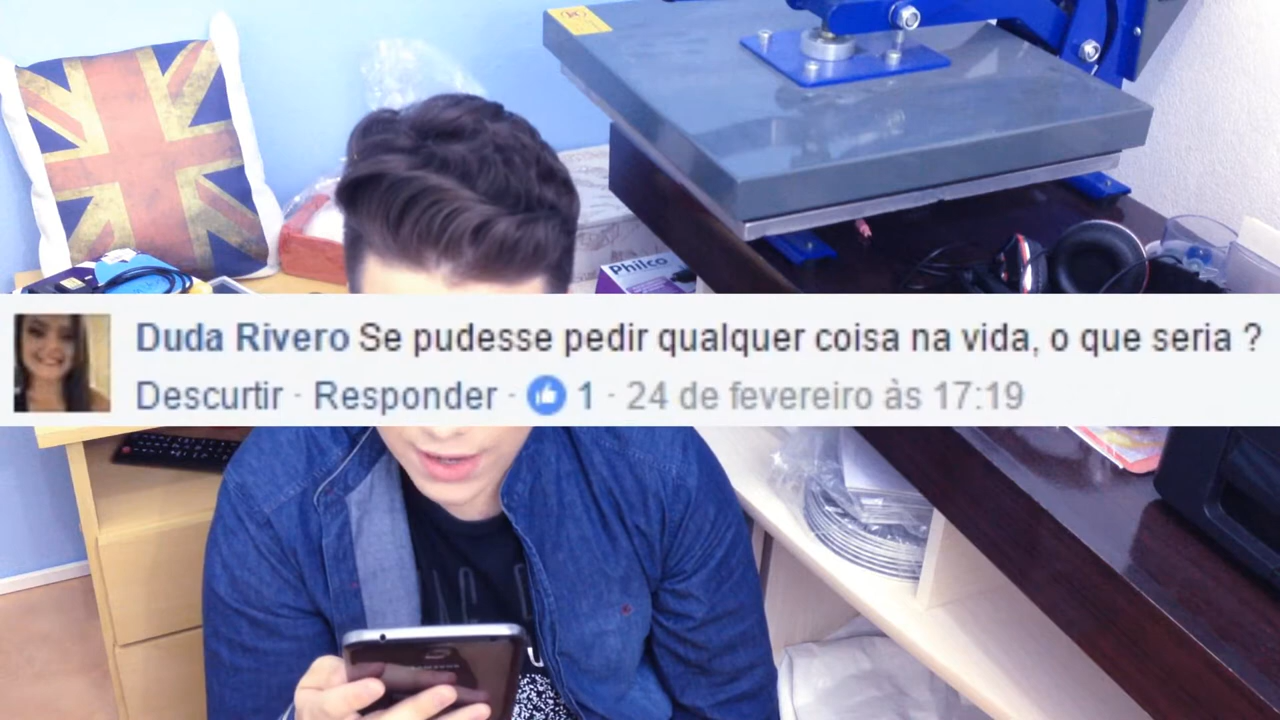 Philco
Duda Rivero Se pudesse pedir qualquer coisa na vida, o que seria ?
Descurtir · Responder · 1 · 24 de fevereiro às 17:19
SAMSUNG